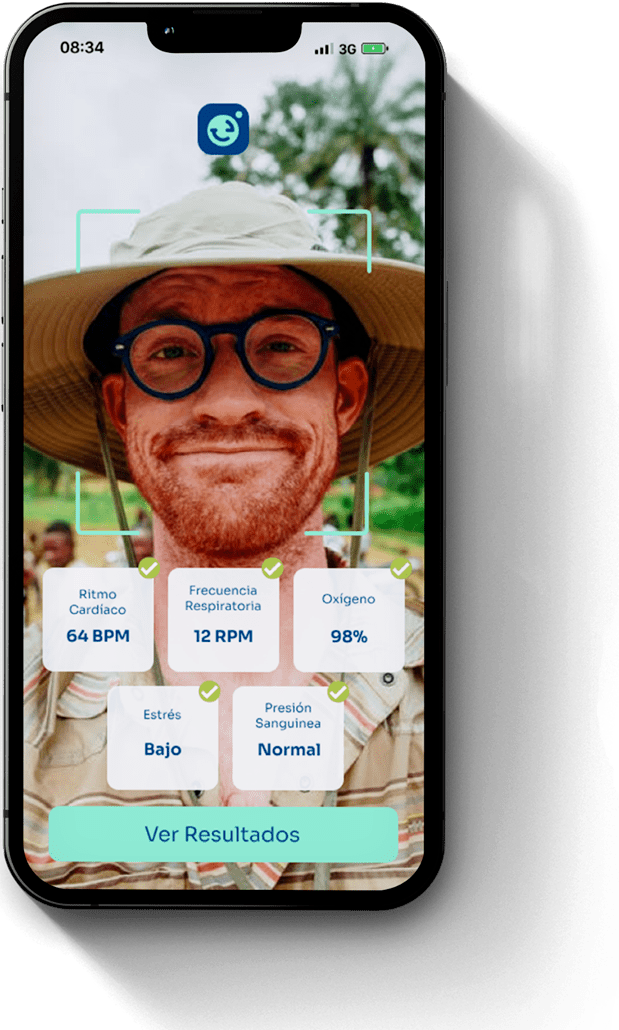 08:34
3G
Ritmo
Cardíaco
64 BPM
Frecuencia
Respiratoria
12 RPM
Oxígeno
98%
Estrés
Bajo
Presión
Sanguinea
Normal
Ver Resultados